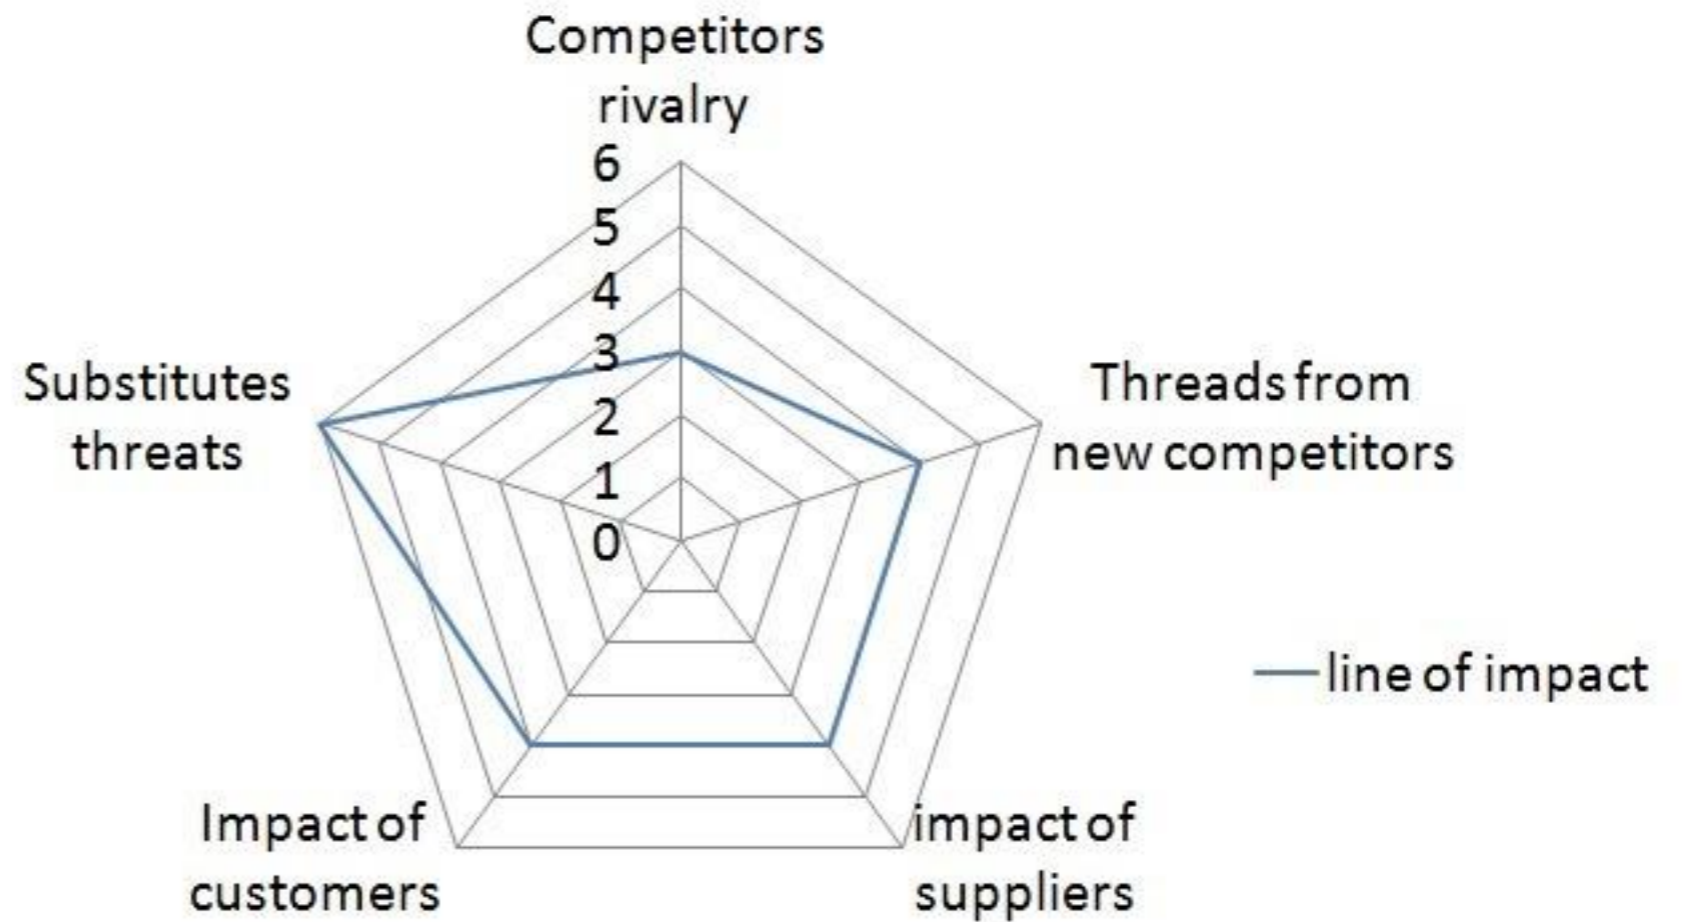 Competitors
rivalry
6
5
4
3
2
1
0
Substitutes
threats
Threads from
new competitors
line of impact
Impact of
customers
impact of
suppliers